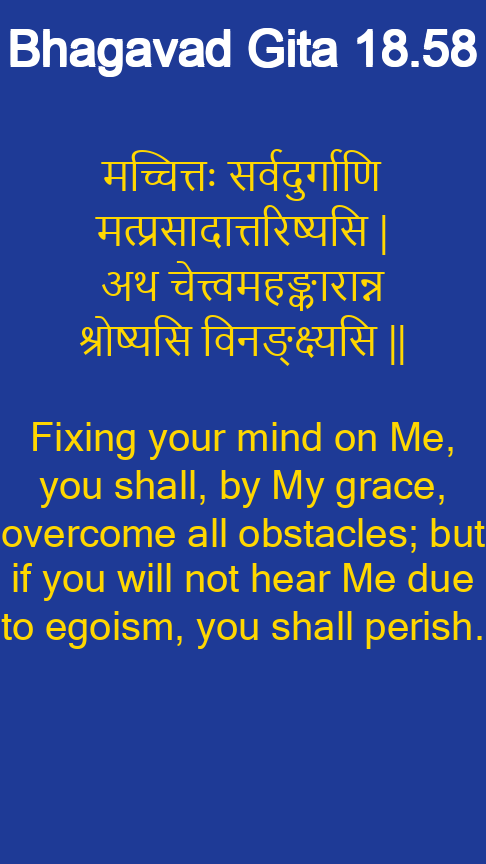 Bhagavad Gita 18.58
मच्चित्तः सर्वदुर्गाणि
मत्प्रसादात्तरिष्यसि |
अथ चेत्त्वमहङ्कारान्न
श्रोष्यसि विनङ्क्ष्यसि ||
Fixing your mind on Me,
you shall, by My grace,
overcome all obstacles; but
if you will not hear Me due
to egoism, you shall perish.